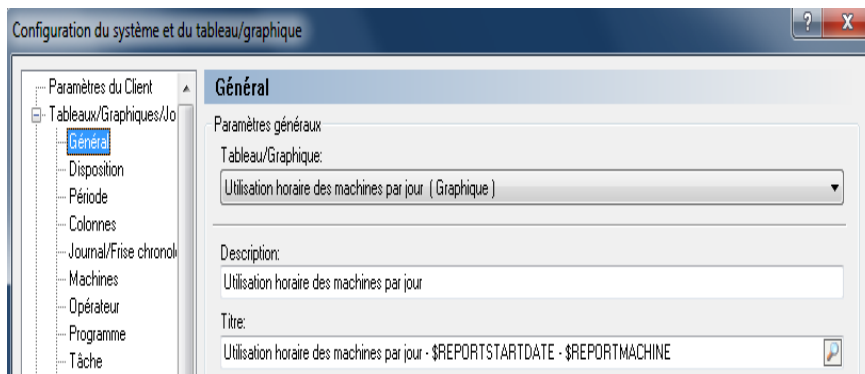 Configuration du système et du tableau/graphique
? X
Paramètres du Client
Tableaux/Graphiques/Jo
Général
Disposition
Période
Colonnes
Journal/Frise chronol
Machines
Opérateur
Programme
Tâche
Général
Paramètres généraux
Tableau/Graphique:
Utilisation horaire des machines par jour ( Graphique )
Description:
Utilisation horaire des machines par jour
Titre:
Utilisation horaire des machines par jour - $REPORTSTARTDATE - $REPORTMACHINE